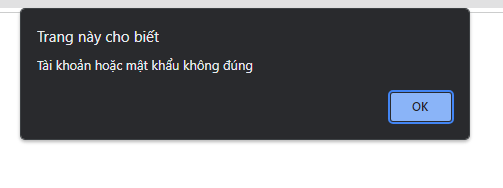 Trang này cho biết
Tài khoản hoặc mật khẩu không đúng
OK